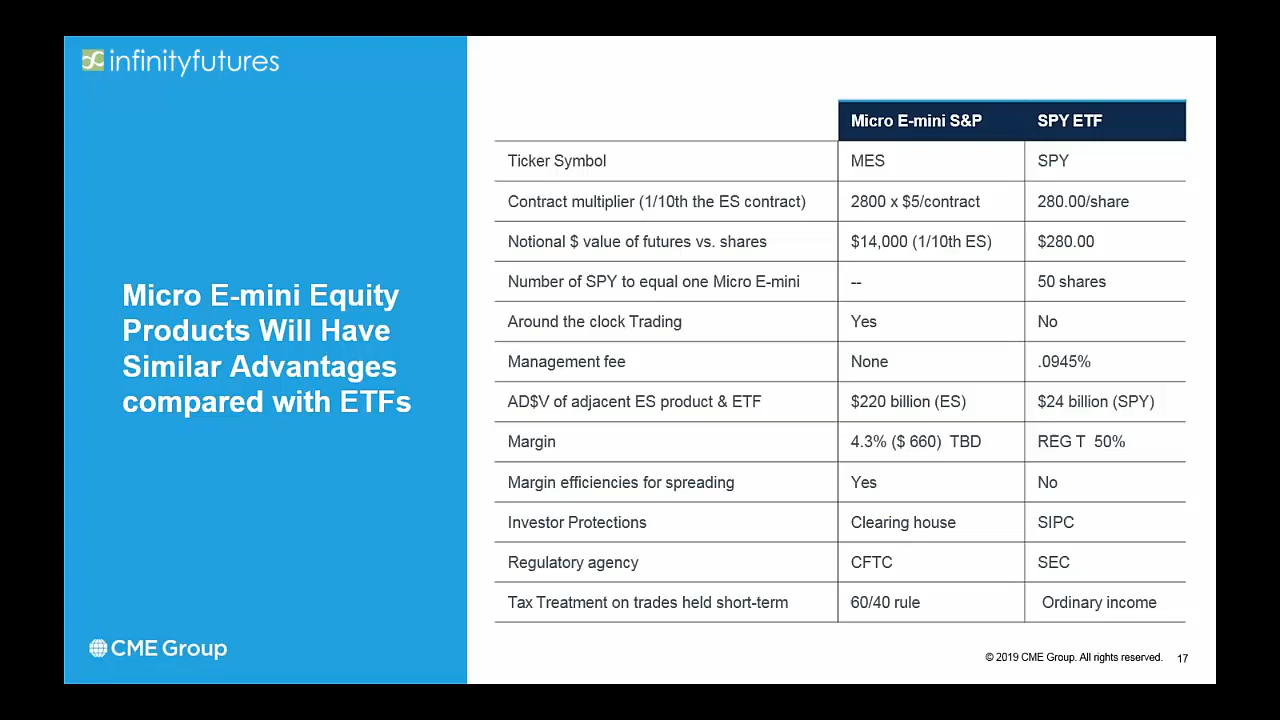 infinityfutures
Micro E-mini Equity
Products Will Have
Similar Advantages
compared with ETFs
CME Group
Micro E-mini S&P SPY ETF
Ticker Symbol MES SPY
Contract multiplier (1/10th the ES contract) 2800 x $5/contract 280.00/share
Notional $ value of futures vs. shares $14,000 (1/10th ES) $280.00
Number of SPY to equal one Micro E-mini -- 50 shares
Around the clock Trading Yes No
Management fee None .0945%
AD$V of adjacent ES product & ETF $220 billion (ES) $24 billion (SPY)
Margin 4.3% ($ 660) TBD REG T 50%
Margin efficiencies for spreading Yes No
Investor Protections Clearing house SIPC
Regulatory agency CFTC SEC
Tax Treatment on trades held short-term 60/40 rule Ordinary income
© 2019 CME Group. All rights reserved. 17